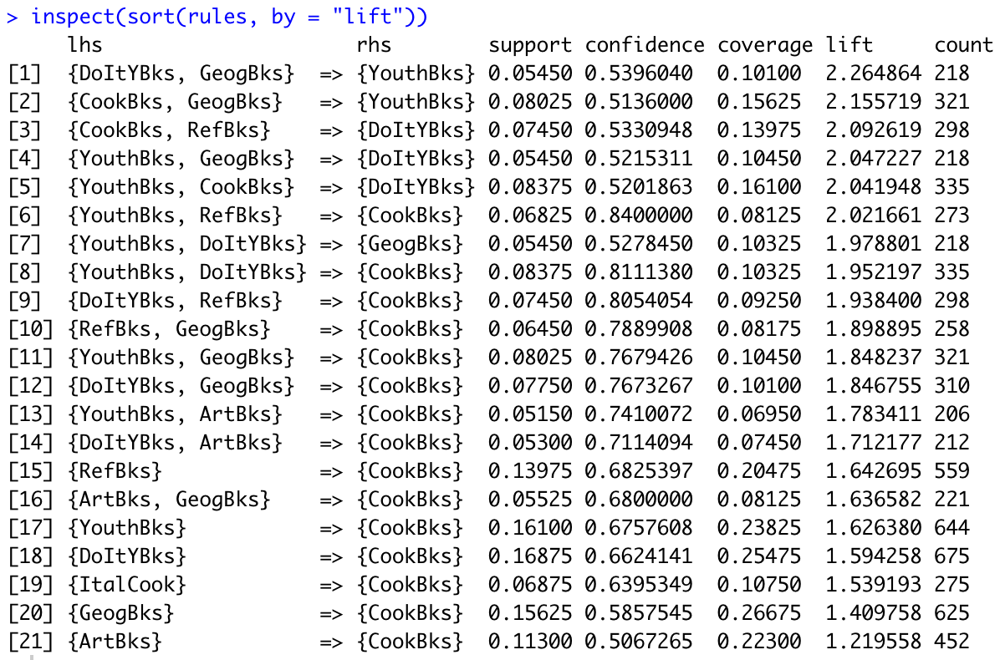 > inspect(sort(rules, by = "lift"))
     lhs                    rhs        support confidence coverage lift     count
[1]  {DoItYBks, GeogBks}  => {YouthBks} 0.05450 0.5396040  0.10100  2.264864 218
[2]  {CookBks, GeogBks}   => {YouthBks} 0.08025 0.5136000  0.15625  2.155719 321
[3]  {CookBks, RefBks}    => {DoItYBks} 0.07450 0.5330948  0.13975  2.092619 298
[4]  {YouthBks, GeogBks}  => {DoItYBks} 0.05450 0.5215311  0.10450  2.047227 218
[5]  {YouthBks, CookBks}  => {DoItYBks} 0.08375 0.5201863  0.16100  2.041948 335
[6]  {YouthBks, RefBks}   => {CookBks}  0.06825 0.8400000  0.08125  2.021661 273
[7]  {YouthBks, DoItYBks} => {GeogBks}  0.05450 0.5278450  0.10325  1.978801 218
[8]  {YouthBks, DoItYBks} => {CookBks}  0.08375 0.8111380  0.10325  1.952197 335
[9]  {DoItYBks, RefBks}   => {CookBks}  0.07450 0.8054054  0.09250  1.938400 298
[10] {RefBks, GeogBks}    => {CookBks}  0.06450 0.7889908  0.08175  1.898895 258
[11] {YouthBks, GeogBks}  => {CookBks}  0.08025 0.7679426  0.10450  1.848237 321
[12] {DoItYBks, GeogBks}  => {CookBks}  0.07750 0.7673267  0.10100  1.846755 310
[13] {YouthBks, ArtBks}   => {CookBks}  0.05150 0.7410072  0.06950  1.783411 206
[14] {DoItYBks, ArtBks}   => {CookBks}  0.05300 0.7114094  0.07450  1.712177 212
[15] {RefBks}             => {CookBks}  0.13975 0.6825397  0.20475  1.642695 559
[16] {ArtBks, GeogBks}    => {CookBks}  0.05525 0.6800000  0.08125  1.636582 221
[17] {YouthBks}           => {CookBks}  0.16100 0.6757608  0.23825  1.626380 644
[18] {DoItYBks}           => {CookBks}  0.16875 0.6624141  0.25475  1.594258 675
[19] {ItalCook}           => {CookBks}  0.06875 0.6395349  0.10750  1.539193 275
[20] {GeogBks}            => {CookBks}  0.15625 0.5857545  0.26675  1.409758 625
[21] {ArtBks}             => {CookBks}  0.11300 0.5067265  0.22300  1.219558 452